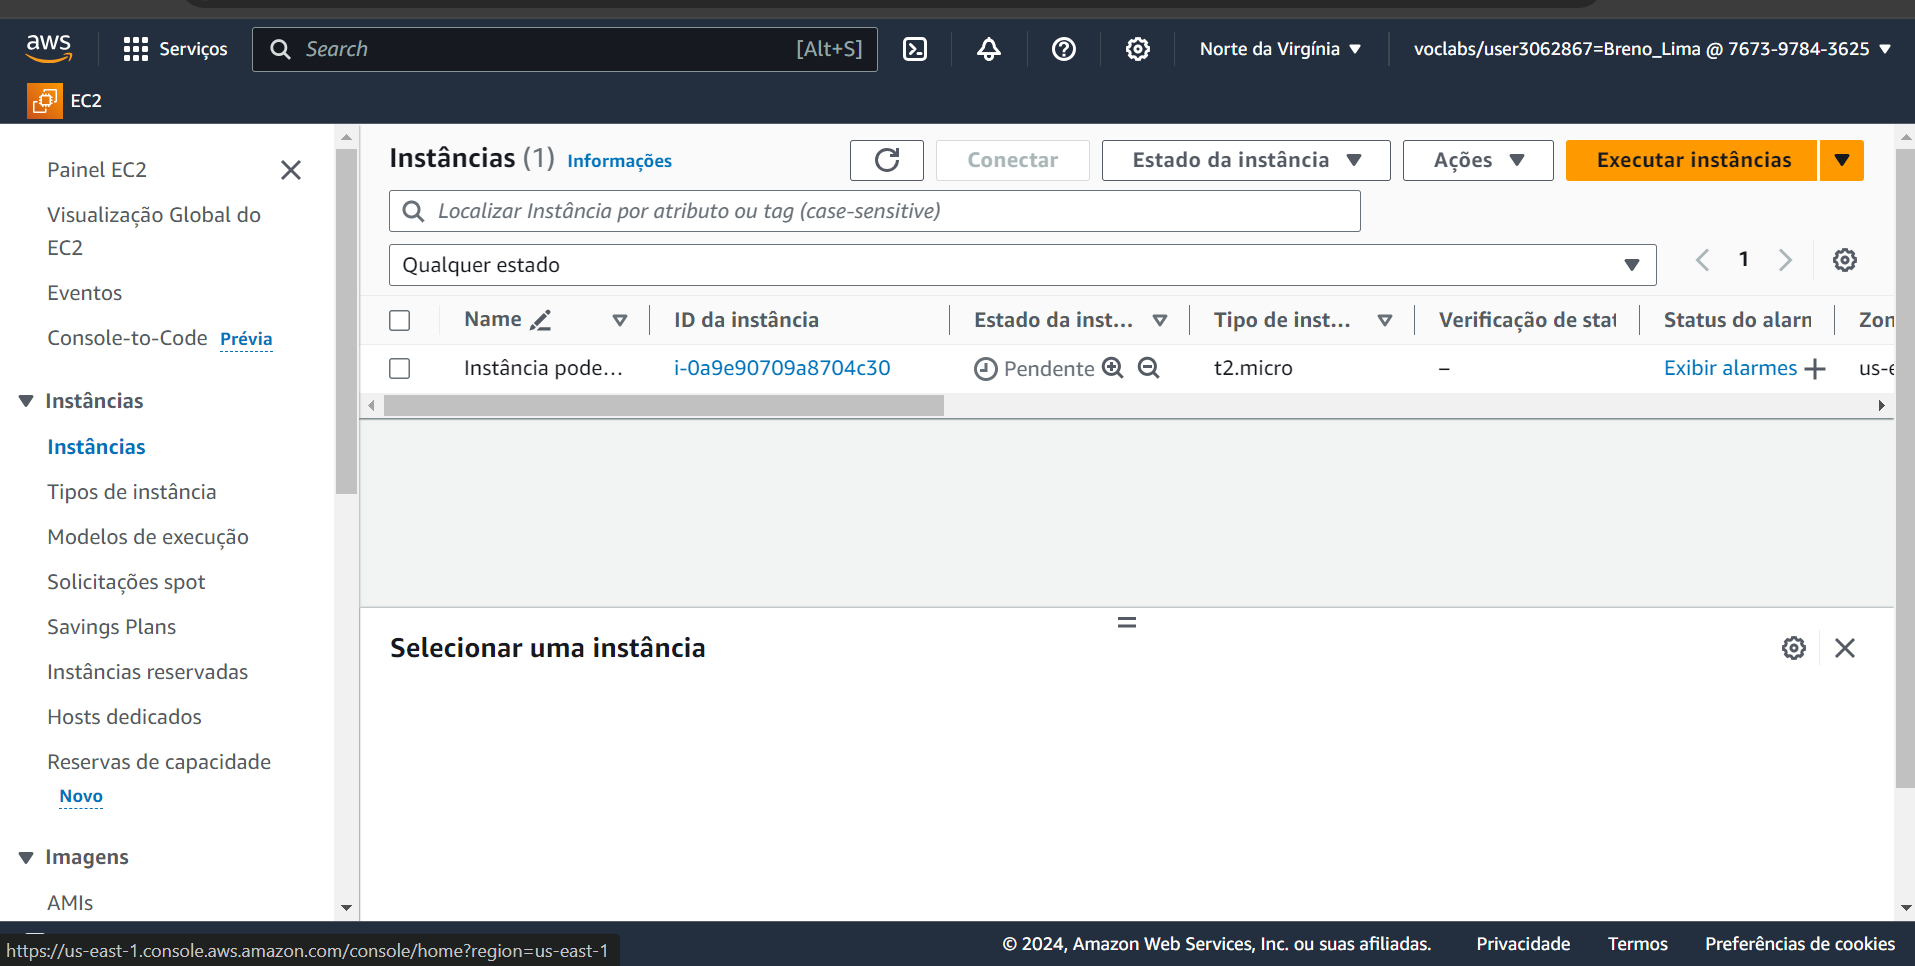 aws
Serviços
Search
[Alt+S]
Norte da Virgínia
voclabs/user3062867=Breno_Lima @ 7673-9784-3625
EC2
Painel EC2
Visualização Global do
EC2
Eventos
Console-to-Code Prévia
Instâncias
Instâncias
Tipos de instância
Modelos de execução
Solicitações spot
Savings Plans
Instâncias reservadas
Hosts dedicados
Reservas de capacidade
Novo
Imagens
AMIs
Instâncias (1) Informações
Conectar
Estado da instância
Ações
Executar instâncias
Localizar Instância por atributo ou tag (case-sensitive)
Qualquer estado
1
Name
ID da instância
Estado da inst...
Tipo de inst...
Verificação de stat
Status do alarn
Zon
Instância pode...
i-0a9e90709a8704c30
Pendente
t2.micro
–
Exibir alarmes
us-e
Selecionar uma instância
https://us-east-1.console.aws.amazon.com/console/home?region=us-east-1
© 2024, Amazon Web Services, Inc. ou suas afiliadas.
Privacidade
Termos
Preferências de cookies